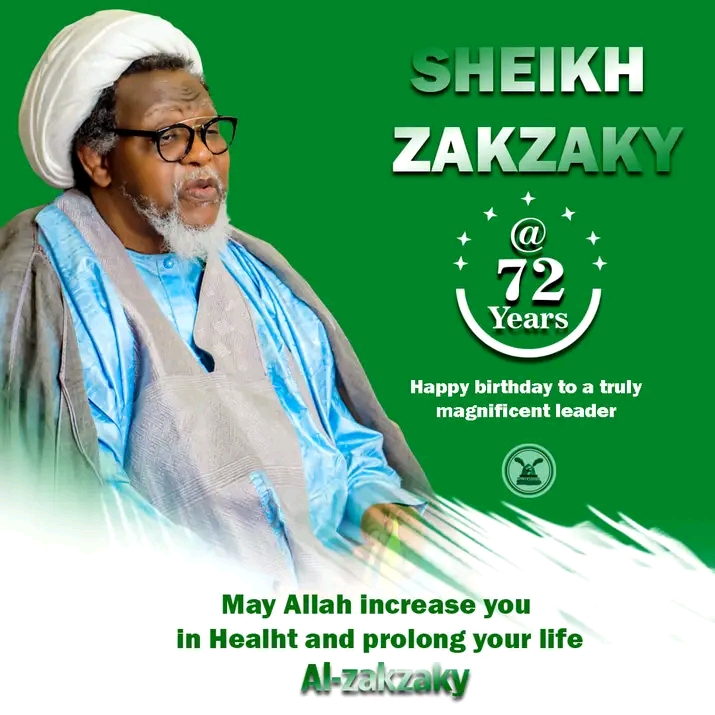 SHEIKH
ZAKZAKY
@
72
Years
Happy birthday to a truly
magnificent leader
May Allah increase you
in Healht and prolong your life
Al-zakzaky